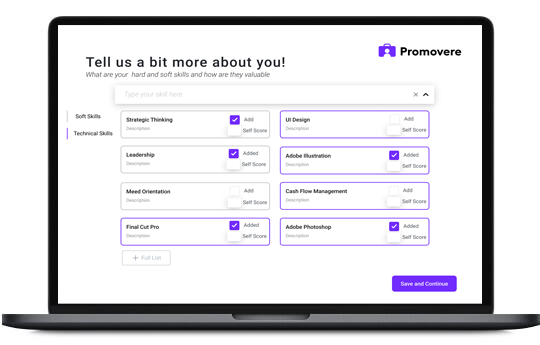 Promovere
Tell us a bit more about you!
What are your hard and soft skills and how are they valuable
Type your skill here
Soft Skills
Technical Skills
Strategic Thinking
Add
Description
Self Score
UI Design
Add
Description
Self Score
Leadership
Added
Description
Self Score
Adobe Illustration
Added
Description
Self Score
Meed Orientation
Add
Description
Self Score
Cash Flow Management
Add
Description
Self Score
Final Cut Pro
Added
Description
Self Score
Adobe Photoshop
Added
Description
Self Score
+ Full List
Save and Continue